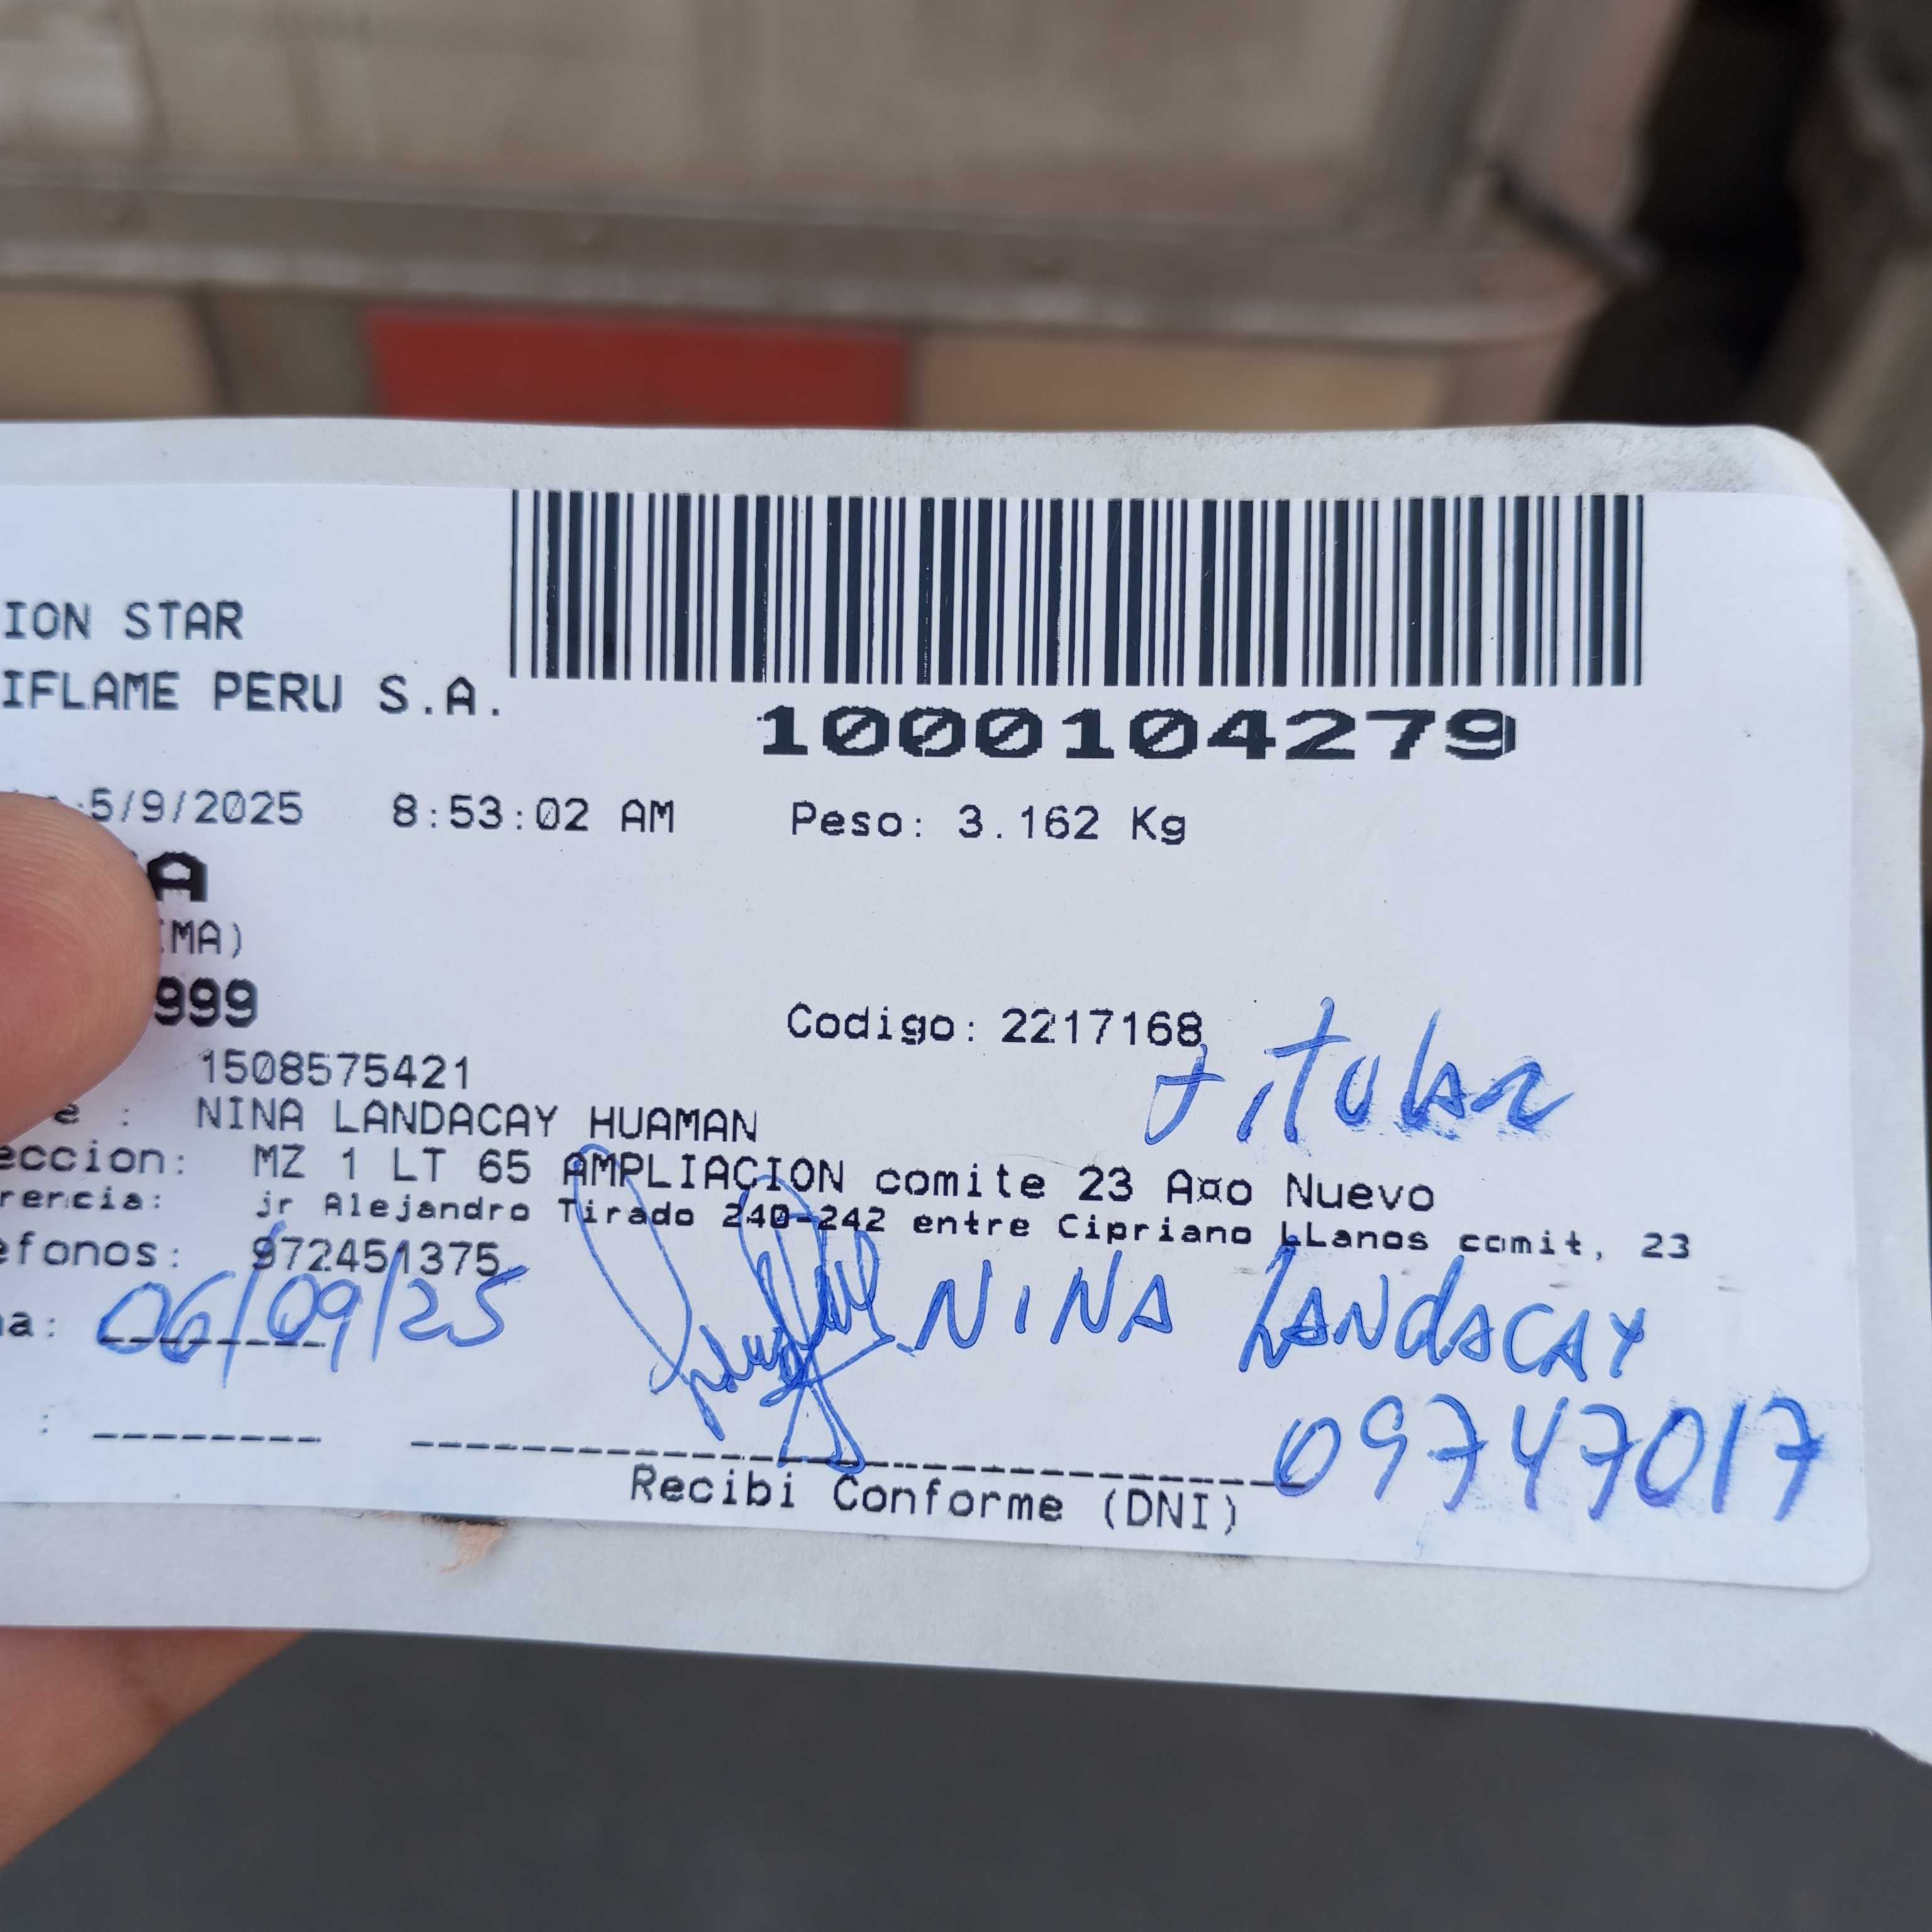 ION STAR
IFLAME PERU S.A.
1000104279
5/9/2025 8:53:02 AM Peso: 3.162 Kg
A
MA)
999
Codigo: 2217168
1508575421
titular
e : NINA LANDACAY HUAMAN
eccion: MZ 1 LT 65 AMPLIACION comite 23 A¤o Nuevo
rencia: jr Alejandro Tirado 240-242 entre Cipriano LLanos comit, 23
efonos: 972451375
a: 06/09/25 NINA LANDACAY
09747017
: 
Recibi Conforme (DNI)